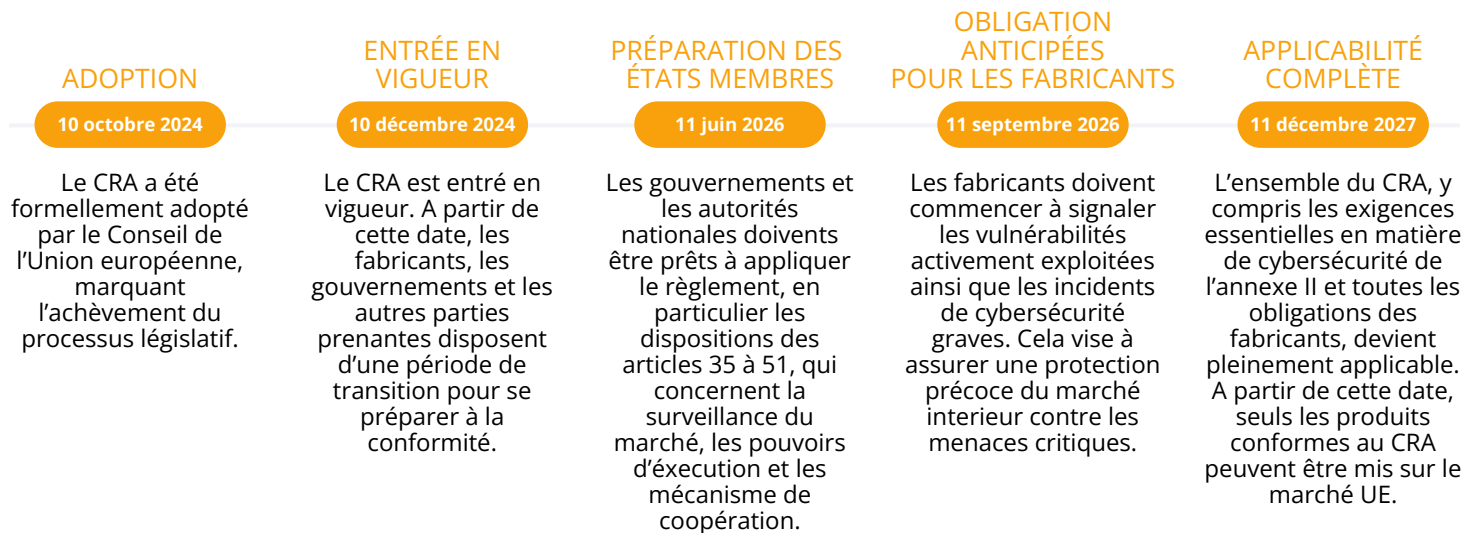 ADOPTION
10 octobre 2024
Le CRA a été
formellement adopté
par le Conseil de
l’Union européenne,
marquant
l’achèvement du
processus législatif.
ENTRÉE EN
VIGUEUR
10 décembre 2024
Le CRA est entré en
vigueur. A partir de
cette date, les
fabricants, les
gouvernements et les
autres parties
prenantes disposent
d’une période de
transition pour se
préparer à la
conformité.
PRÉPARATION DES
ÉTATS MEMBRES
11 juin 2026
Les gouvernements et
les autorités
nationales doivents
être prêts à appliquer
le règlement, en
particulier les
dispositions des
articles 35 à 51, qui
concernent la
surveillance du
marché, les pouvoirs
d’éxecution et les
mécanisme de
coopération.
OBLIGATION
ANTICIPÉES
POUR LES FABRICANTS
11 septembre 2026
Les fabricants doivent
commencer à signaler
les vulnérabilités
activement exploitées
ainsi que les incidents
de cybersécurité
graves. Cela vise à
assurer une protection
précoce du marché
interieur contre les
menaces critiques.
APPLICABILITÉ
COMPLÈTE
11 décembre 2027
L’ensemble du CRA, y
compris les exigences
essentielles en matière
de cybersécurité de
l’annexe II et toutes les
obligations des
fabricants, devient
pleinement applicable.
A partir de cette date,
seuls les produits
conformes au CRA
peuvent être mis sur le
marché UE.